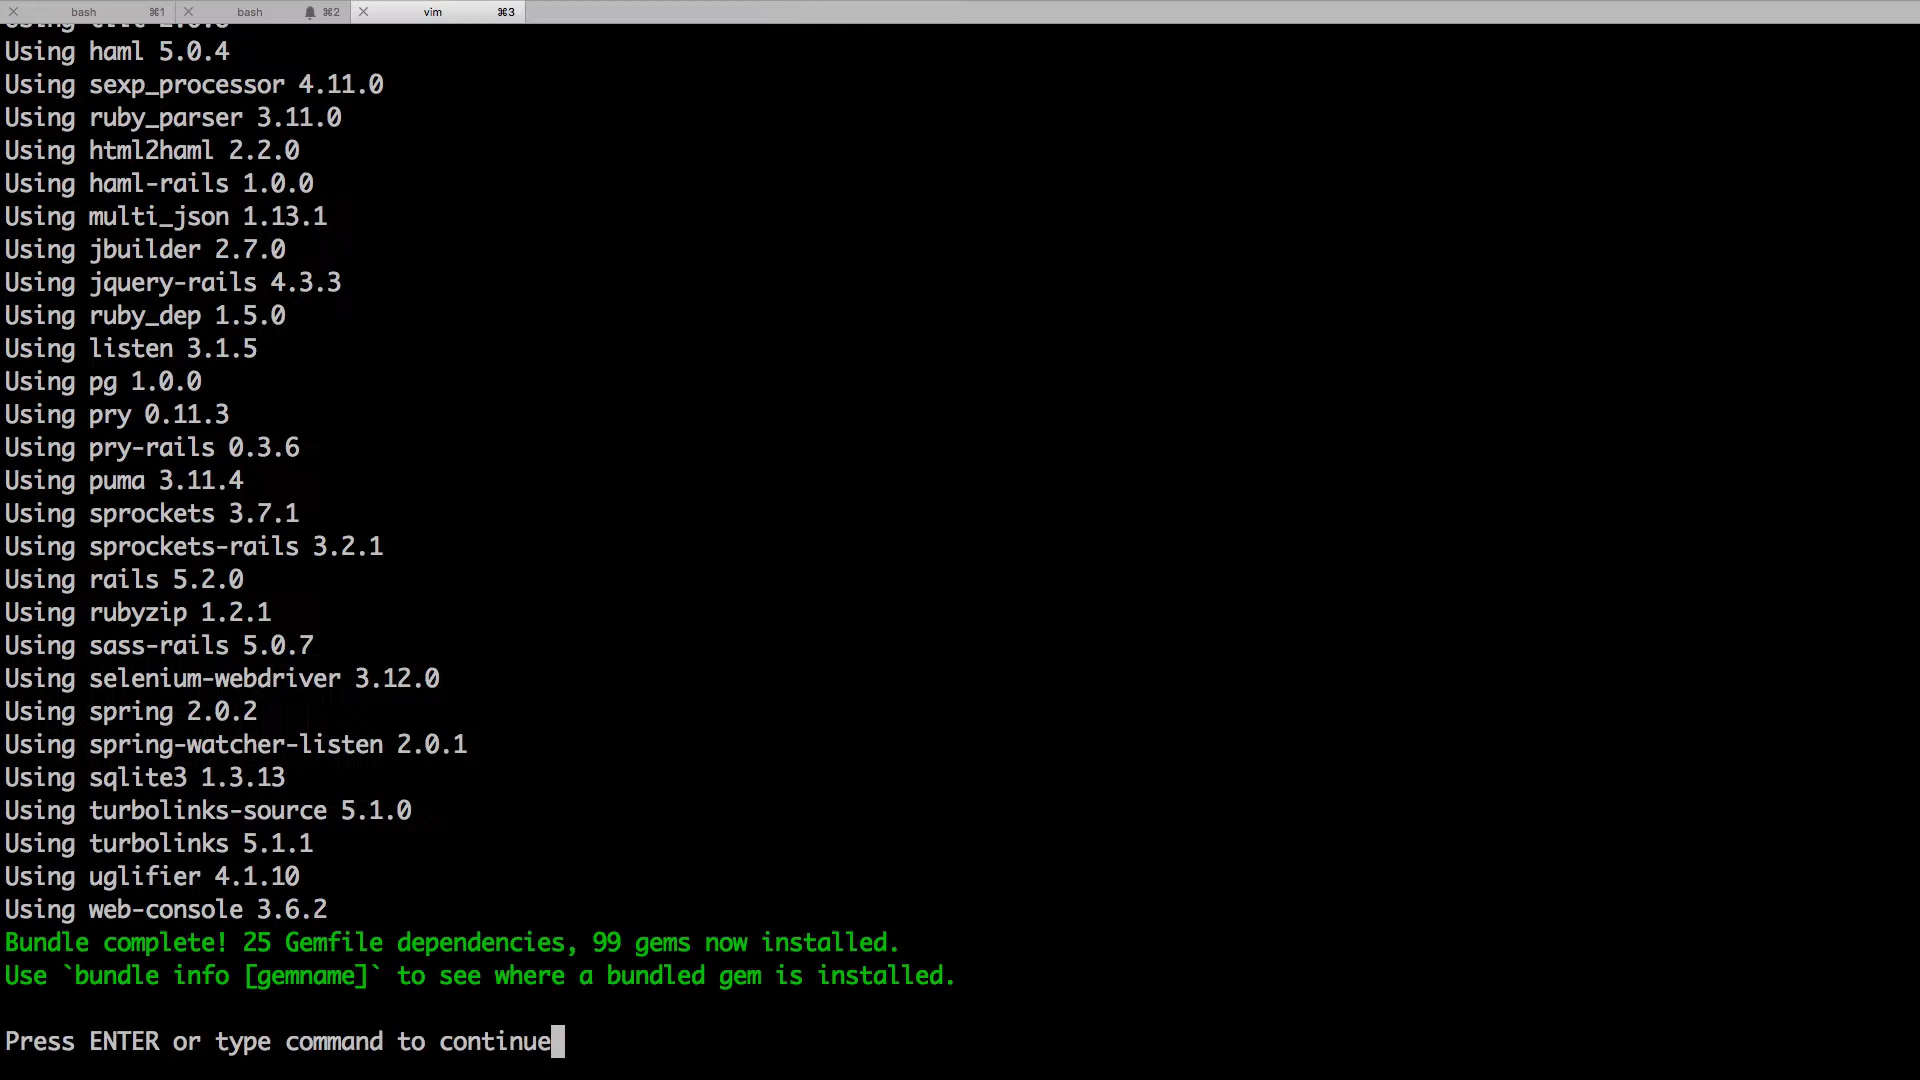 bash ⌘1 bash ⌘2 vim ⌘3
Using haml 5.0.4
Using sexp_processor 4.11.0
Using ruby_parser 3.11.0
Using html2haml 2.2.0
Using haml-rails 1.0.0
Using multi_json 1.13.1
Using jbuilder 2.7.0
Using jquery-rails 4.3.3
Using ruby_dep 1.5.0
Using listen 3.1.5
Using pg 1.0.0
Using pry 0.11.3
Using pry-rails 0.3.6
Using puma 3.11.4
Using sprockets 3.7.1
Using sprockets-rails 3.2.1
Using rails 5.2.0
Using rubyzip 1.2.1
Using sass-rails 5.0.7
Using selenium-webdriver 3.12.0
Using spring 2.0.2
Using spring-watcher-listen 2.0.1
Using sqlite3 1.3.13
Using turbolinks-source 5.1.0
Using turbolinks 5.1.1
Using uglifier 4.1.10
Using web-console 3.6.2
Bundle complete! 25 Gemfile dependencies, 99 gems now installed.
Use `bundle info [gemname]` to see where a bundled gem is installed.
Press ENTER or type command to continue